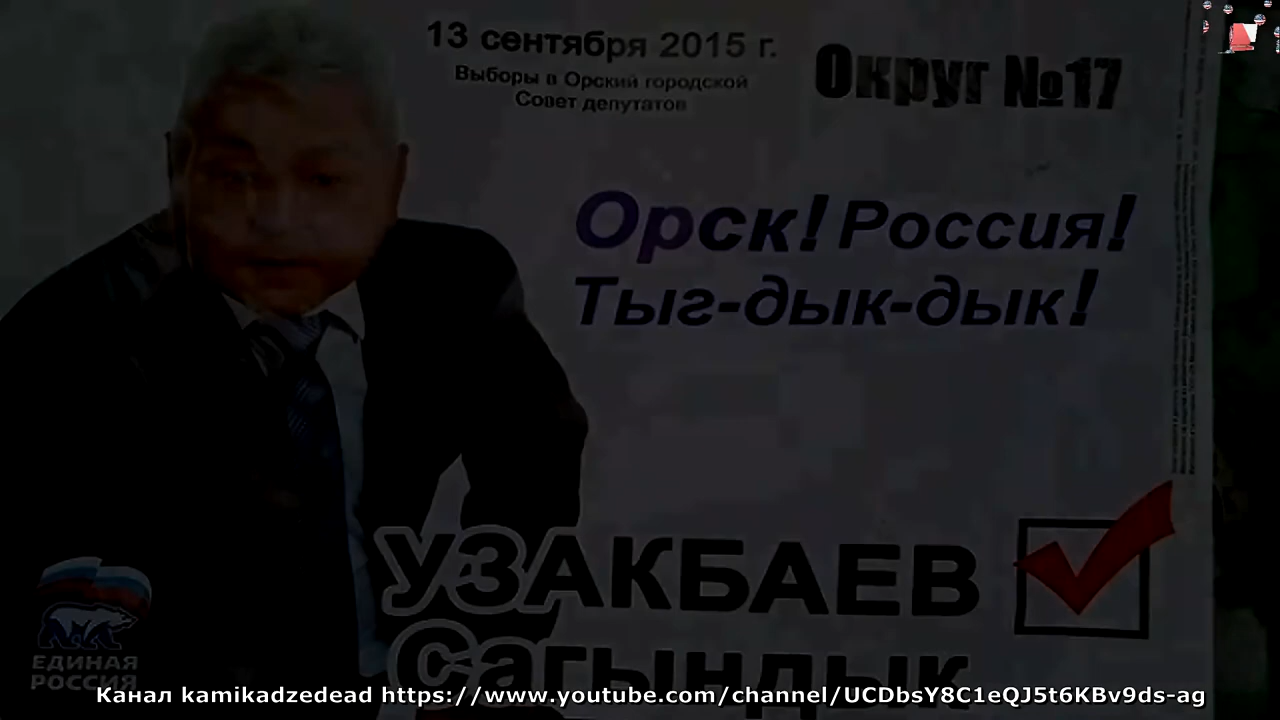 13 сентября 2015 г.
Выборы в Орский городской
Совет депутатов
Округ №17
Орск! Россия!
Тыг-дык-дык!
УЗАКБАЕВ
Сагындык
ЕДИНАЯ
РОССИЯ
Канал kamikadzedead https://www.youtube.com/channel/UCDbsY8C1eQJ5t6KBv9ds-ag